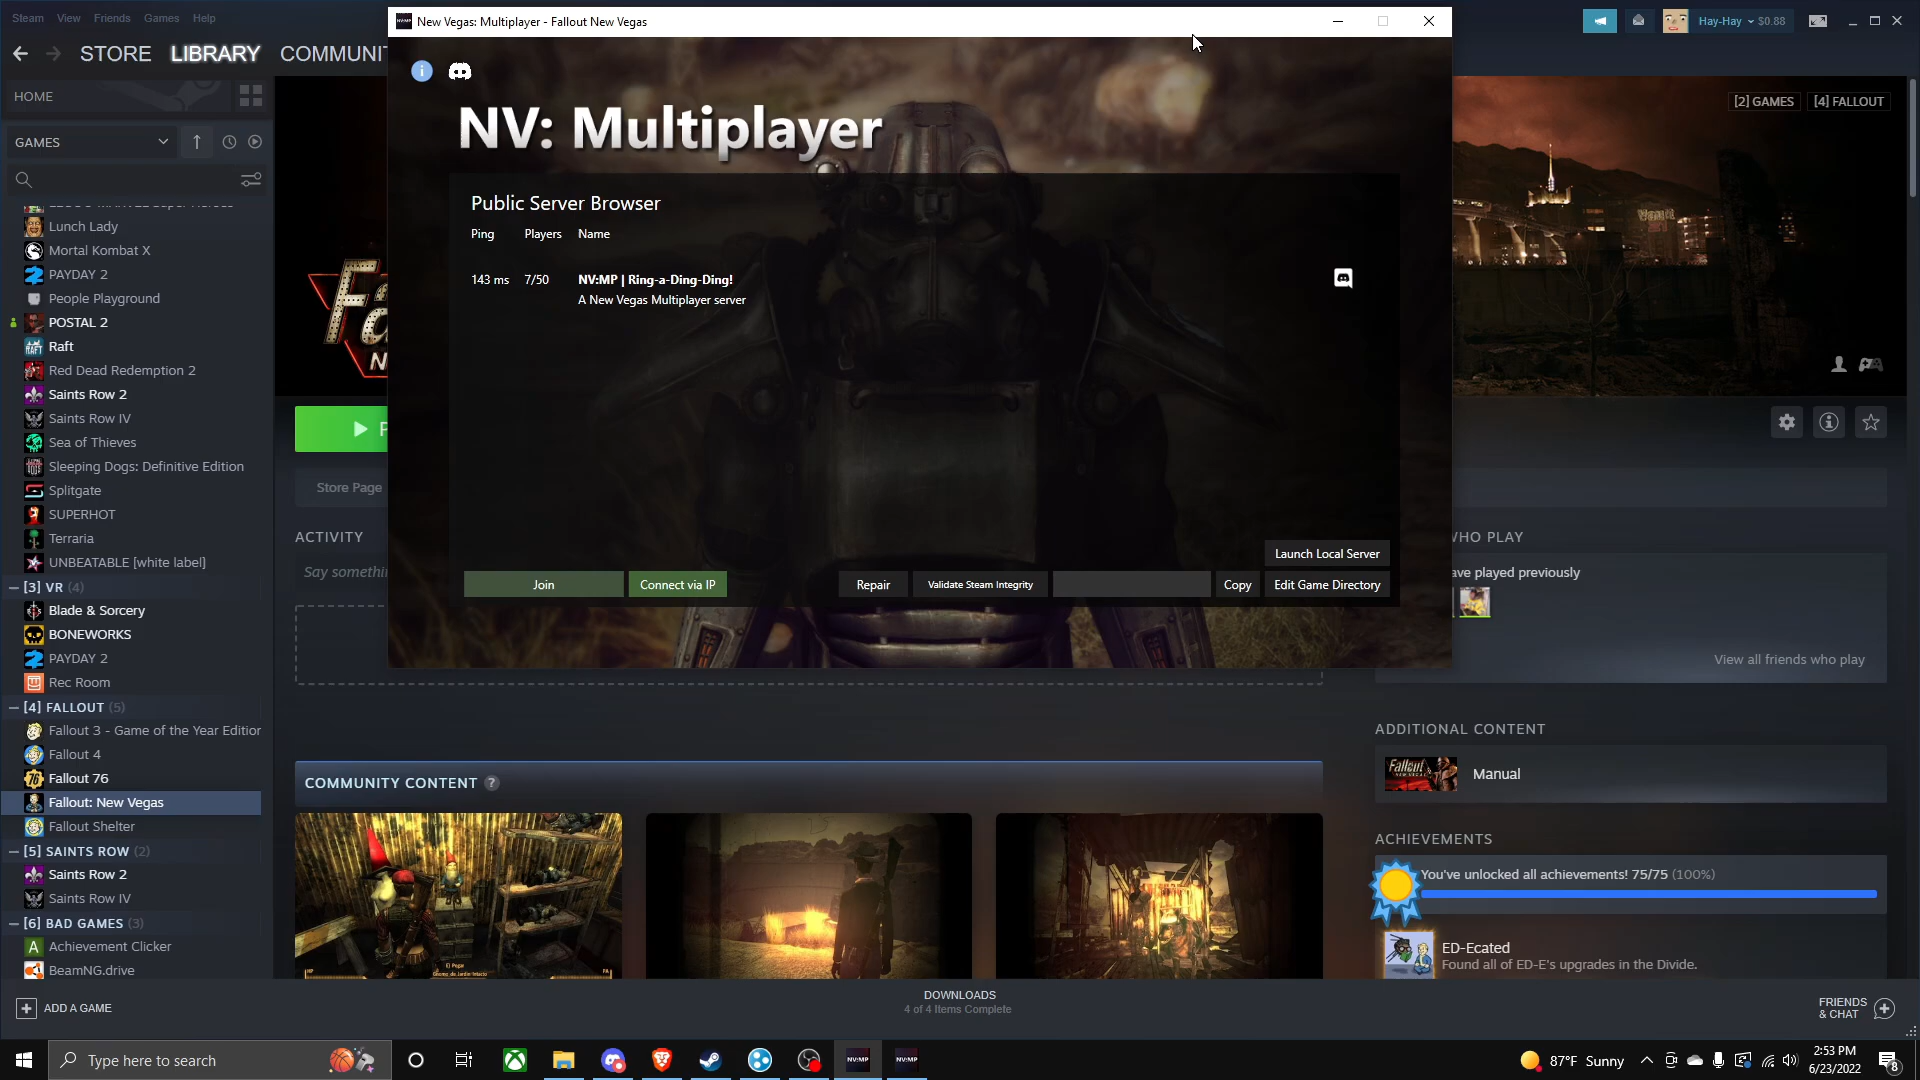 Steam View Friends Games Help
New Vegas: Multiplayer - Fallout New Vegas
Hay-Hay $0.88
STORE LIBRARY COMMUNIT
HOME
GAMES
Lunch Lady
Mortal Kombat X
PAYDAY 2
People Playground
POSTAL 2
Raft
Red Dead Redemption 2
Saints Row 2
Saints Row IV
Sea of Thieves
Sleeping Dogs: Definitive Edition
Splitgate
SUPERHOT
Terraria
UNBEATABLE [white label]
[3] VR (4)
Blade & Sorcery
BONEWORKS
PAYDAY 2
Rec Room
[4] FALLOUT (5)
Fallout 3 - Game of the Year Edition
Fallout 4
Fallout 76
Fallout: New Vegas
Fallout Shelter
[5] SAINTS ROW (2)
Saints Row 2
Saints Row IV
[6] BAD GAMES (3)
Achievement Clicker
BeamNG.drive
NV: Multiplayer
Public Server Browser
Ping Players Name
143 ms 7/50 NV:MP | Ring-a-Ding-Ding!
A New Vegas Multiplayer server
Launch Local Server
Join Connect via IP Repair Validate Steam Integrity Copy Edit Game Directory
[2] GAMES [4] FALLOUT
Store Page
ACTIVITY
Say somethin
HO PLAY
ave played previously
View all friends who play
COMMUNITY CONTENT ?
ADDITIONAL CONTENT
Manual
ACHIEVEMENTS
You've unlocked all achievements! 75/75 (100%)
ED-Ecated
Found all of ED-E's upgrades in the Divide.
ADD A GAME
DOWNLOADS
4 of 4 Items Complete
FRIENDS
& CHAT
Type here to search
NV:MP NV:MP
87°F Sunny
2:53 PM
6/23/2022
8